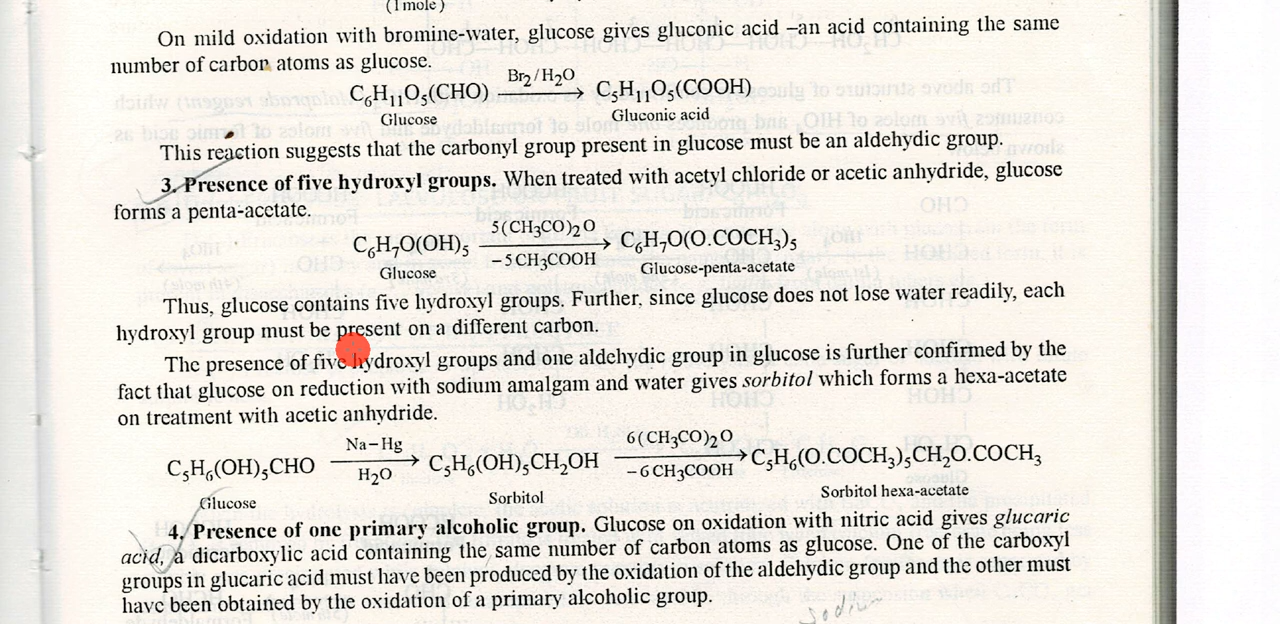 (1 mole)
On mild oxidation with bromine-water, glucose gives gluconic acid –an acid containing the same
number of carbon atoms as glucose.
C₆H₁₁O₅(CHO) Br₂/H₂O → C₅H₁₁O₅(COOH)
Glucose Gluconic acid
This reaction suggests that the carbonyl group present in glucose must be an aldehydic group.
3. Presence of five hydroxyl groups. When treated with acetyl chloride or acetic anhydride, glucose
forms a penta-acetate.
C₆H₇O(OH)₅ 5(CH₃CO)₂O → –5CH₃COOH C₆H₇O(O.COCH₃)₅
Glucose Glucose-penta-acetate
Thus, glucose contains five hydroxyl groups. Further, since glucose does not lose water readily, each
hydroxyl group must be present on a different carbon.
The presence of five hydroxyl groups and one aldehydic group in glucose is further confirmed by the
fact that glucose on reduction with sodium amalgam and water gives sorbitol which forms a hexa-acetate
on treatment with acetic anhydride.
C₅H₆(OH)₅CHO Na–Hg → H₂O C₅H₆(OH)₅CH₂OH 6(CH₃CO)₂O → –6CH₃COOH C₅H₆(O.COCH₃)₅CH₂O.COCH₃
Glucose Sorbitol Sorbitol hexa-acetate
4. Presence of one primary alcoholic group. Glucose on oxidation with nitric acid gives glucaric
acid, a dicarboxylic acid containing the same number of carbon atoms as glucose. One of the carboxyl
groups in glucaric acid must have been produced by the oxidation of the aldehydic group and the other must
have been obtained by the oxidation of a primary alcoholic group.